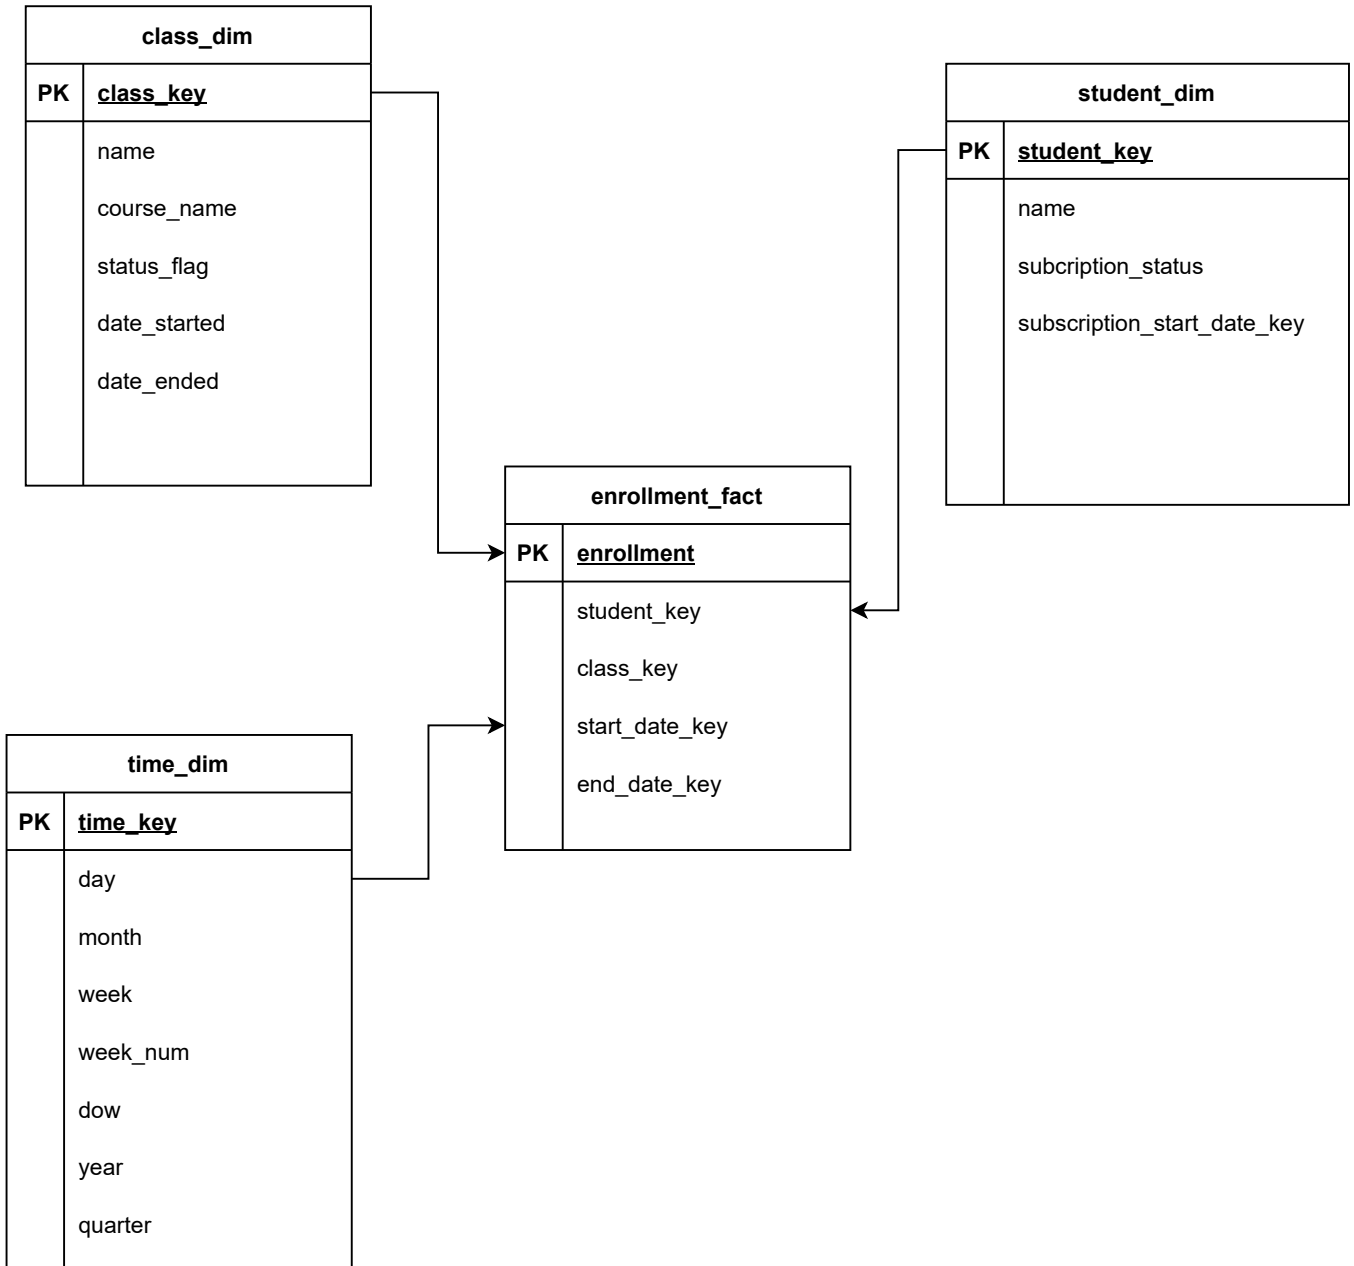 class_dim
PK class_key
name
course_name
status_flag
date_started
date_ended
student_dim
PK student_key
name
subcription_status
subscription_start_date_key
enrollment_fact
PK enrollment
student_key
class_key
start_date_key
end_date_key
time_dim
PK time_key
day
month
week
week_num
dow
year
quarter